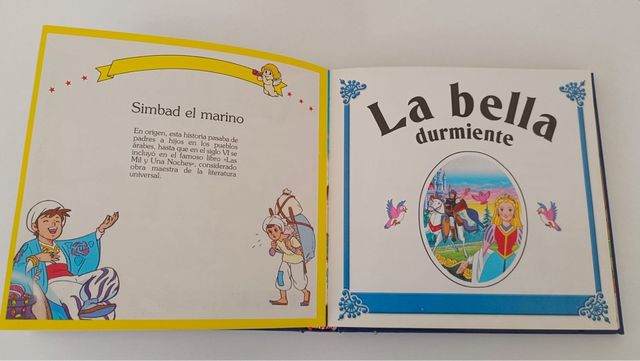 Simbad el marino
En origen, esta historia pasaba de
padres a hijos en los pueblos
árabes, hasta que en el siglo VI se
incluyó en el famoso libro «Las
Mil y Una Noches», considerado
obra maestra de la literatura
universal.
La bella
durmiente